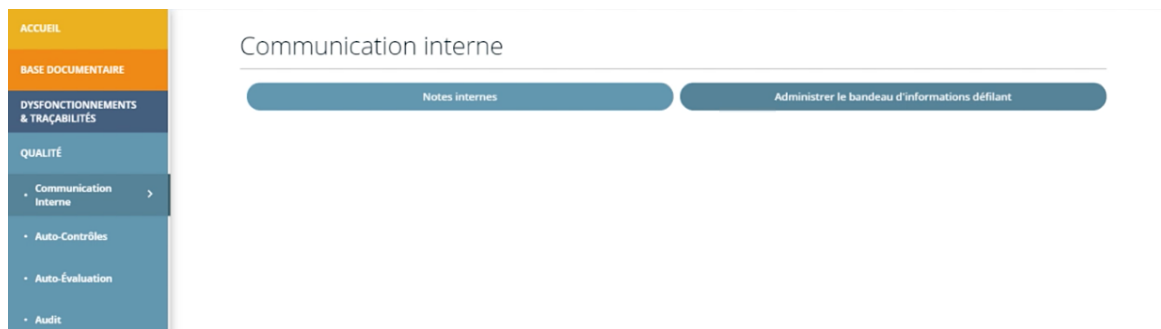 ACCUEIL
BASE DOCUMENTAIRE
DYSFONCTIONNEMENTS
& TRAÇABILITÉS
QUALITÉ
Communication
Interne
Auto-Contrôles
Auto-Évaluation
Audit
Communication interne
Notes internes
Administrer le bandeau d'informations défilant